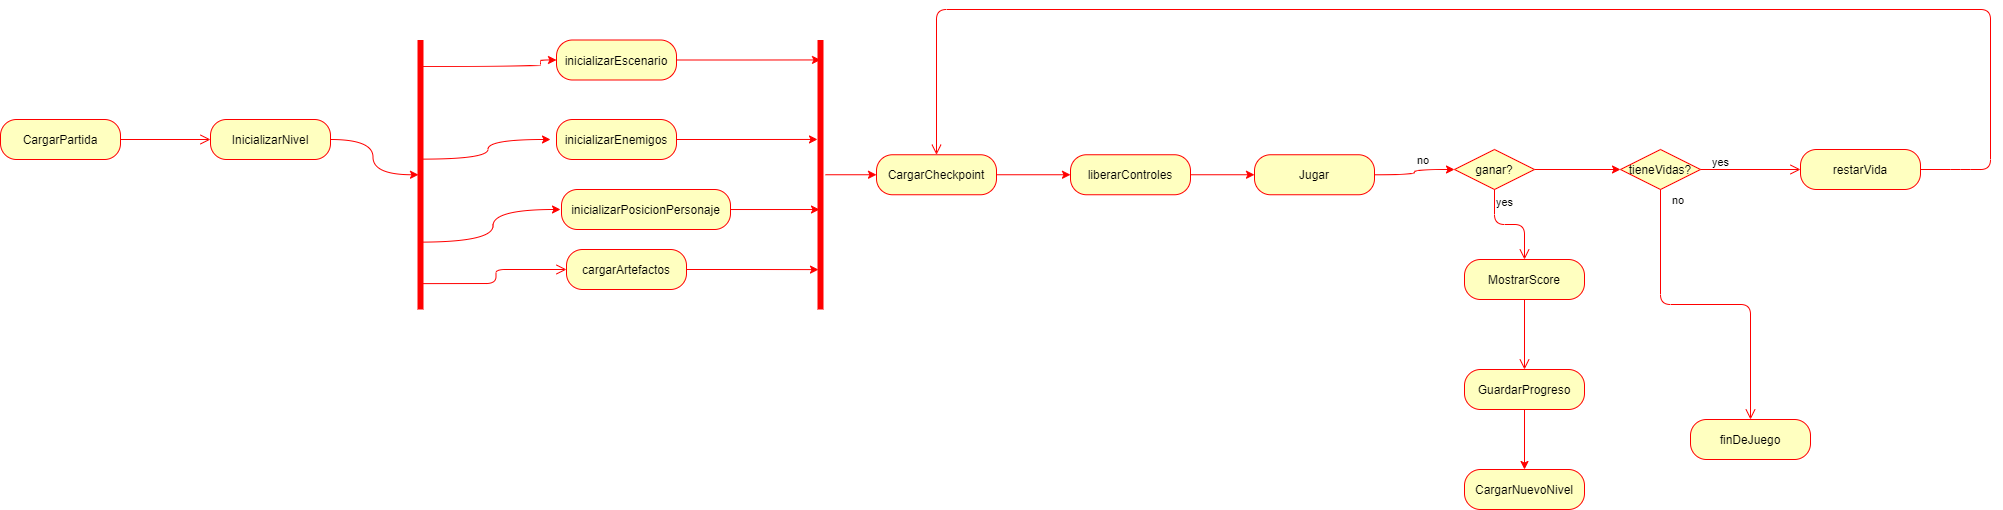 CargarPartida
InicializarNivel
inicializarEscenario
inicializarEnemigos
inicializarPosicionPersonaje
cargarArtefactos
CargarCheckpoint
liberarControles
Jugar
no
ganar?
yes
tieneVidas?
yes
no
restarVida
MostrarScore
GuardarProgreso
CargarNuevoNivel
finDeJuego